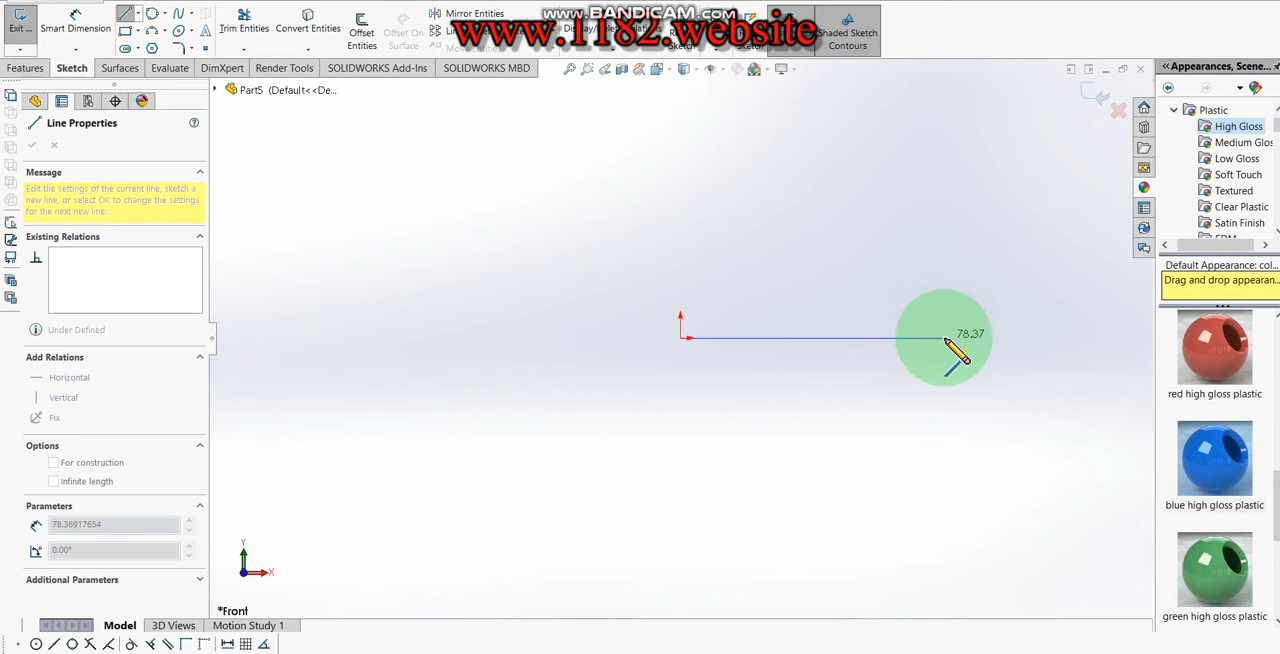 www.BANDICAM.com
www.1182.website
Exit ...
Smart Dimension
Trim Entities
Convert Entities
Offset
Entities
Offset On
Surface
Mirror Entities
Shaded Sketch
Contours
Features
Sketch
Surfaces
Evaluate
DimXpert
Render Tools
SOLIDWORKS Add-Ins
SOLIDWORKS MBD
Part5 (Default<<De...
Line Properties
Message
Edit the settings of the current line, sketch a
new line, or select OK to change the settings
for the next new line.
Existing Relations
Under Defined
Add Relations
Horizontal
Vertical
Fix
Options
For construction
Infinite length
Parameters
78.36917654
0.00°
Additional Parameters
78.37
Y
X
*Front
Model
3D Views
Motion Study 1
Appearances, Scene...
Plastic
High Gloss
Medium Glos
Low Gloss
Soft Touch
Textured
Clear Plastic
Satin Finish
Default Appearance: col...
Drag and drop appearan...
red high gloss plastic
blue high gloss plastic
green high gloss plastic